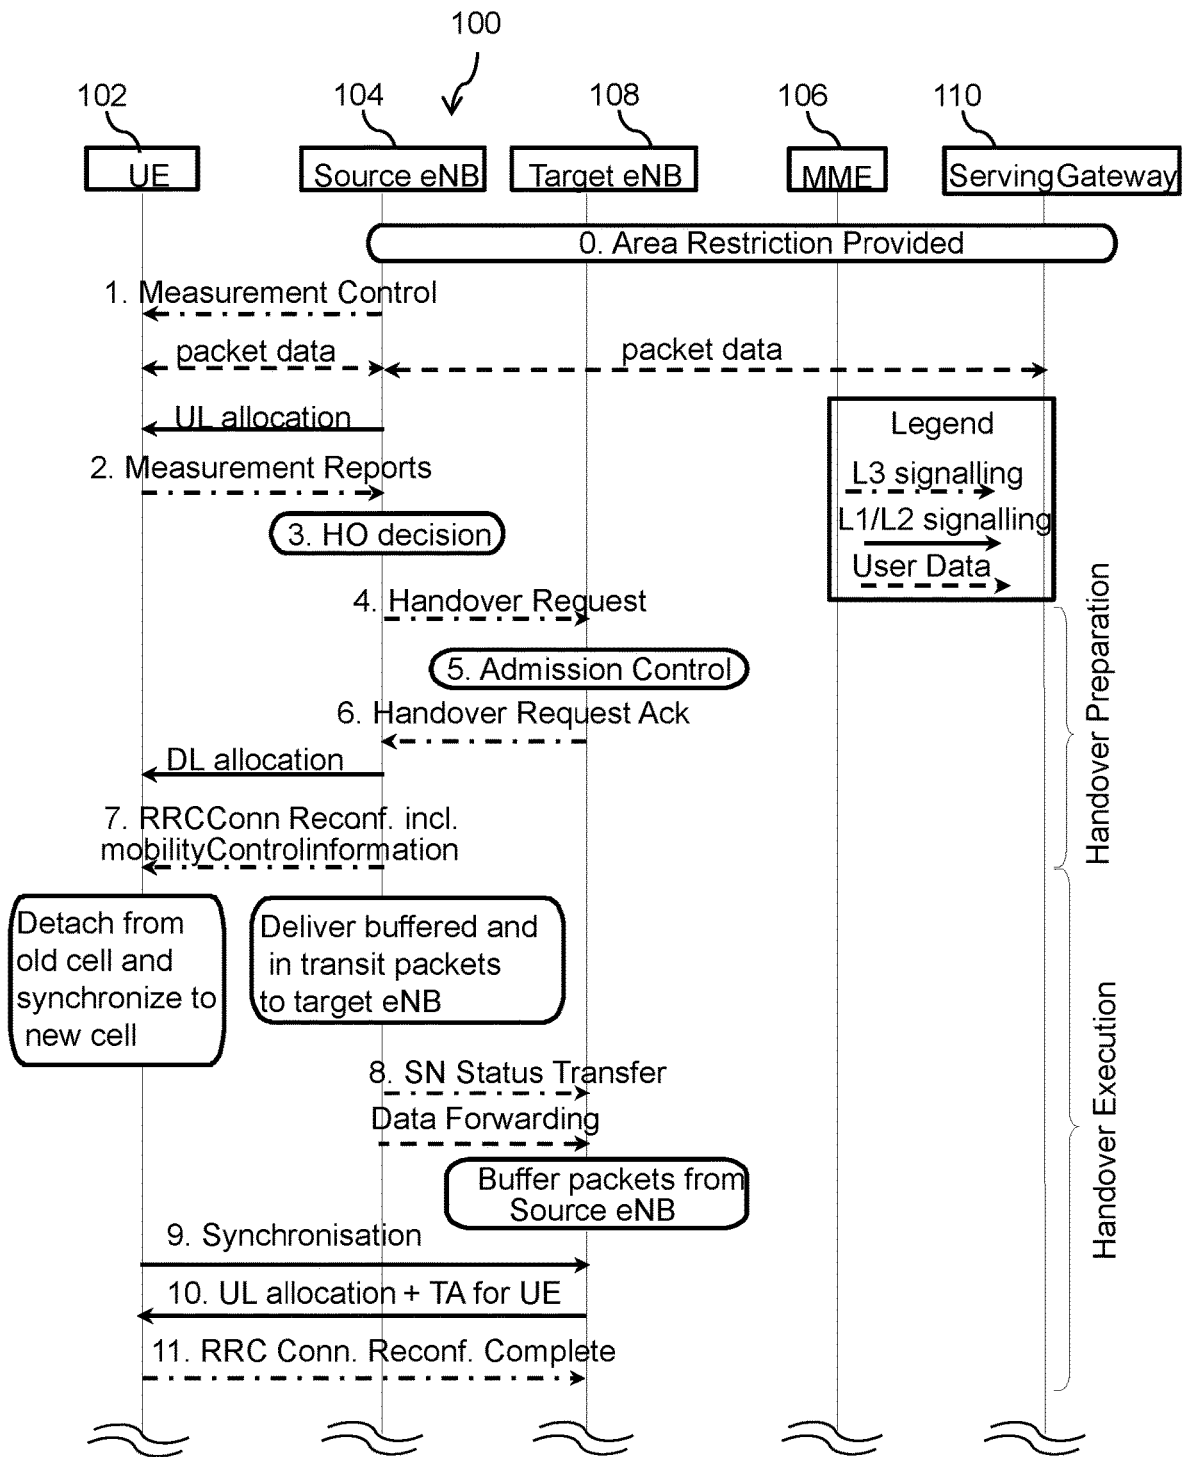 100
102
104
108
106
110
UE
Source eNB
Target eNB
MME
ServingGateway
0. Area Restriction Provided
1. Measurement Control
packet data
packet data
UL allocation
Legend
2. Measurement Reports
L3 signalling
3. HO decision
L1/L2 signalling
User Data
4. Handover Request
5. Admission Control
6. Handover Request Ack
Handover Preparation
DL allocation
7. RRCConn Reconf. incl.
mobilityControlinformation
Detach from
old cell and
synchronize to
new cell
Deliver buffered and
in transit packets
to target eNB
8. SN Status Transfer
Data Forwarding
Handover Execution
Buffer packets from
Source eNB
9. Synchronisation
10. UL allocation + TA for UE
11. RRC Conn. Reconf. Complete